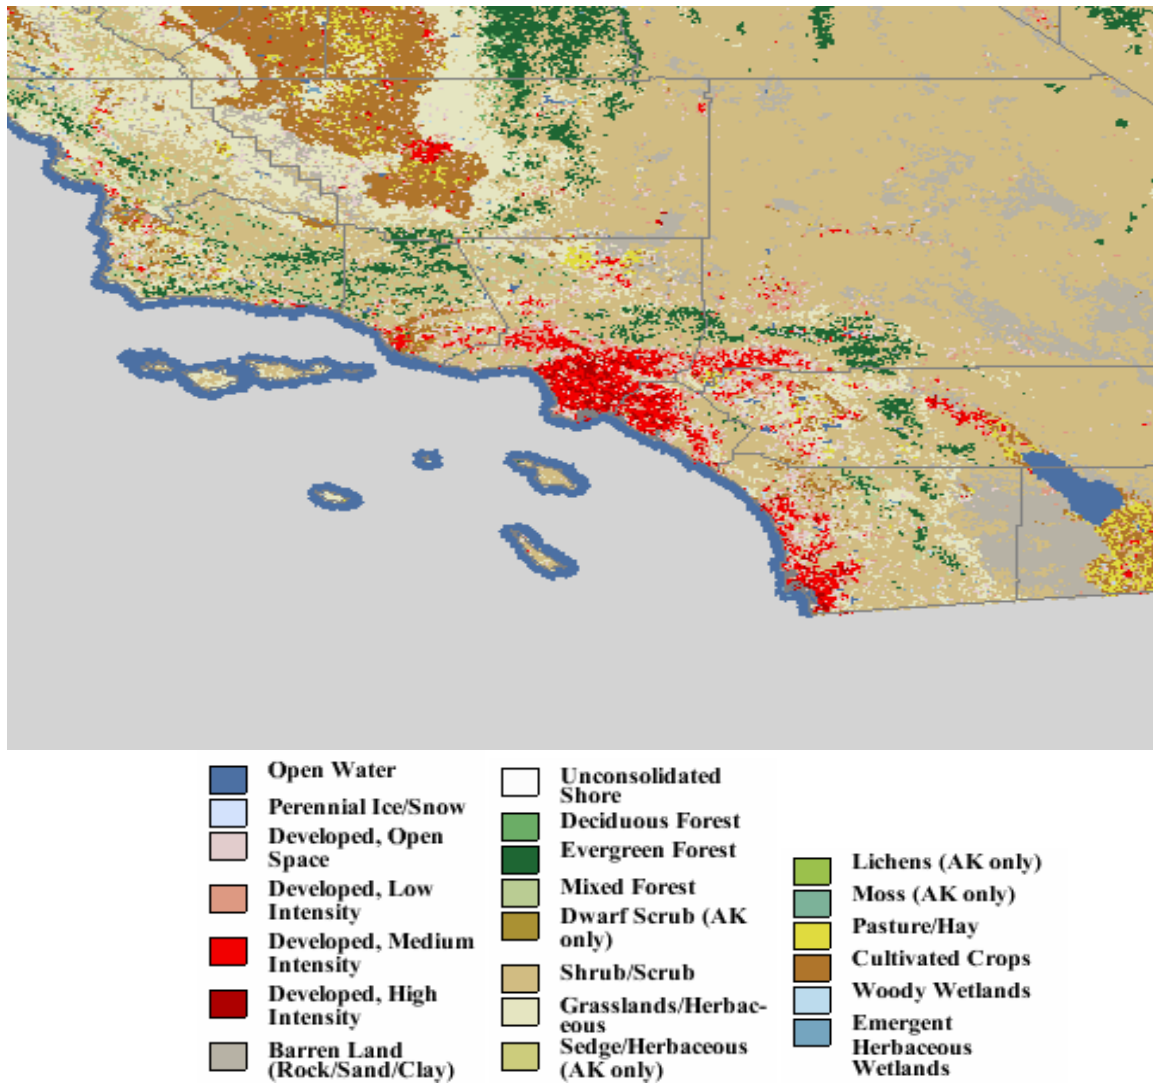 Open Water
Perennial Ice/Snow
Developed, Open
Space
Developed, Low
Intensity
Developed, Medium
Intensity
Developed, High
Intensity
Barren Land
(Rock/Sand/Clay)
Unconsolidated
Shore
Deciduous Forest
Evergreen Forest
Mixed Forest
Dwarf Scrub (AK
only)
Shrub/Scrub
Grasslands/Herbac-
eous
Sedge/Herbaceous
(AK only)
Lichens (AK only)
Moss (AK only)
Pasture/Hay
Cultivated Crops
Woody Wetlands
Emergent
Herbaceous
Wetlands